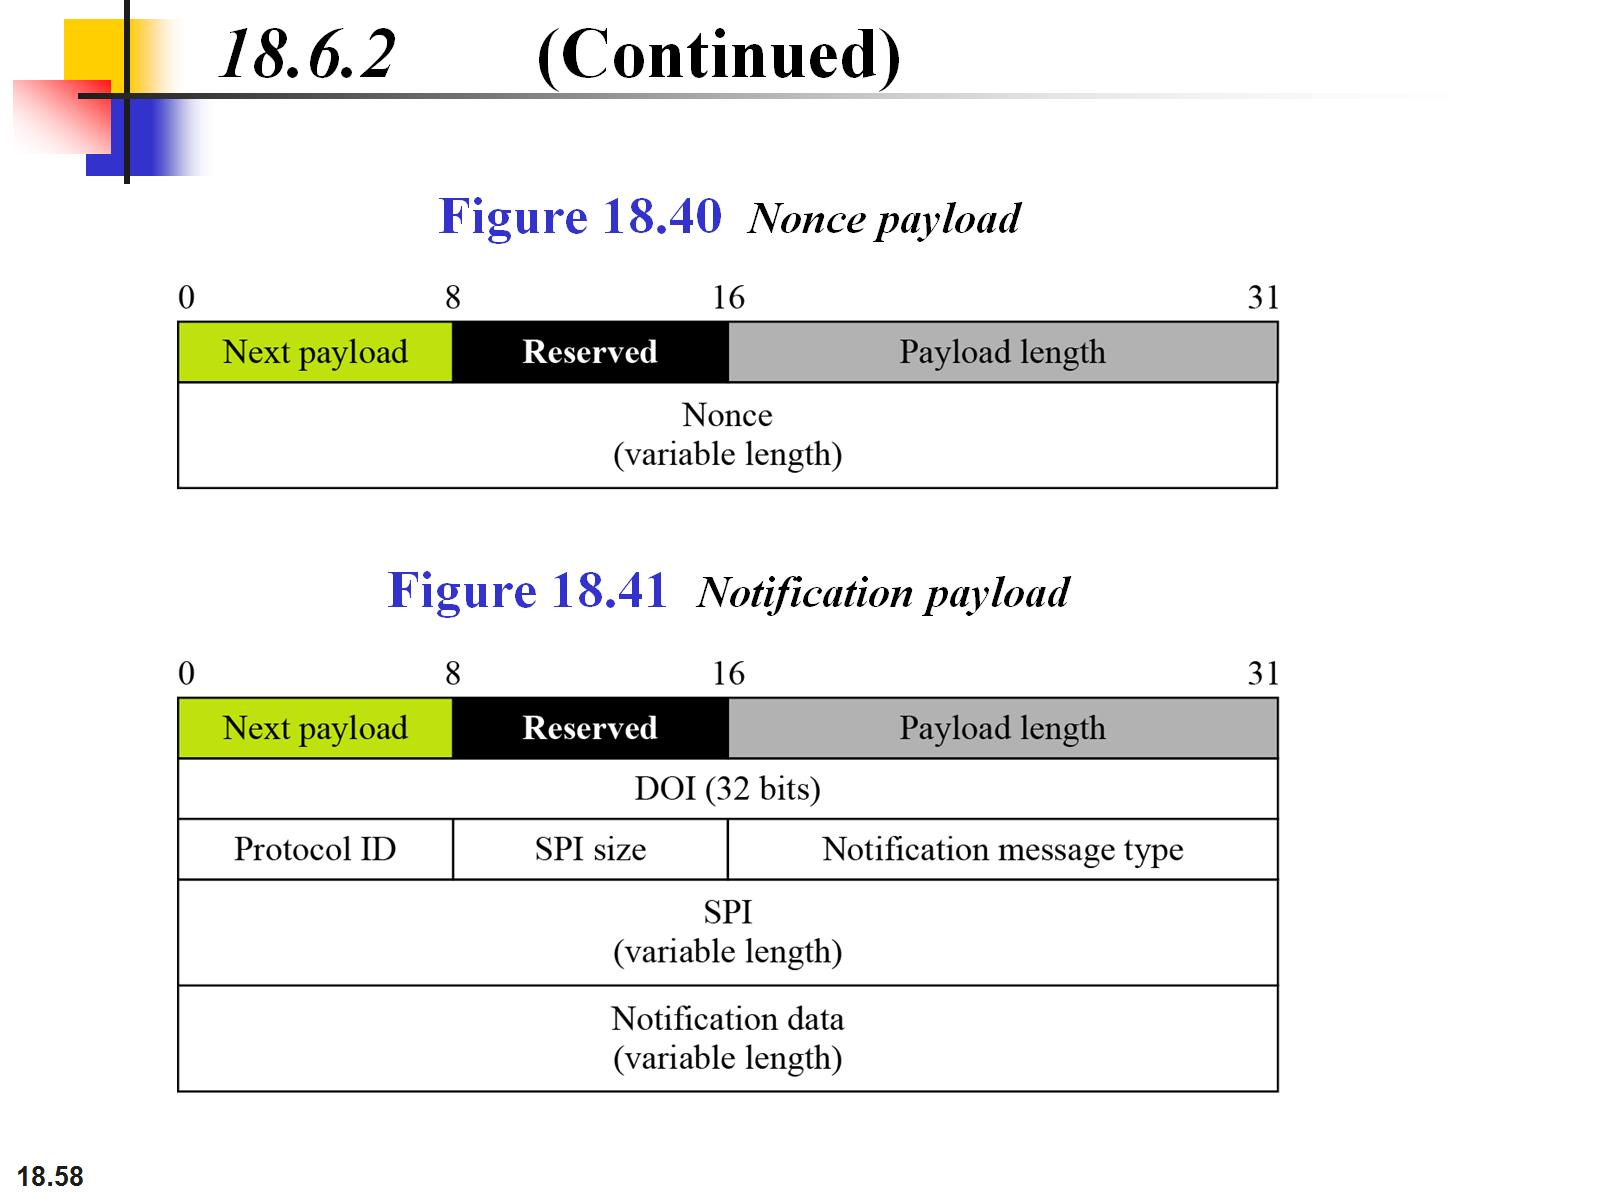 18.6.2 (Continued)
Figure 18.40 Nonce payload
0 8 16 31
Next payload Reserved Payload length
Nonce
(variable length)
Figure 18.41 Notification payload
0 8 16 31
Next payload Reserved Payload length
DOI (32 bits)
Protocol ID SPI size Notification message type
SPI
(variable length)
Notification data
(variable length)
18.58